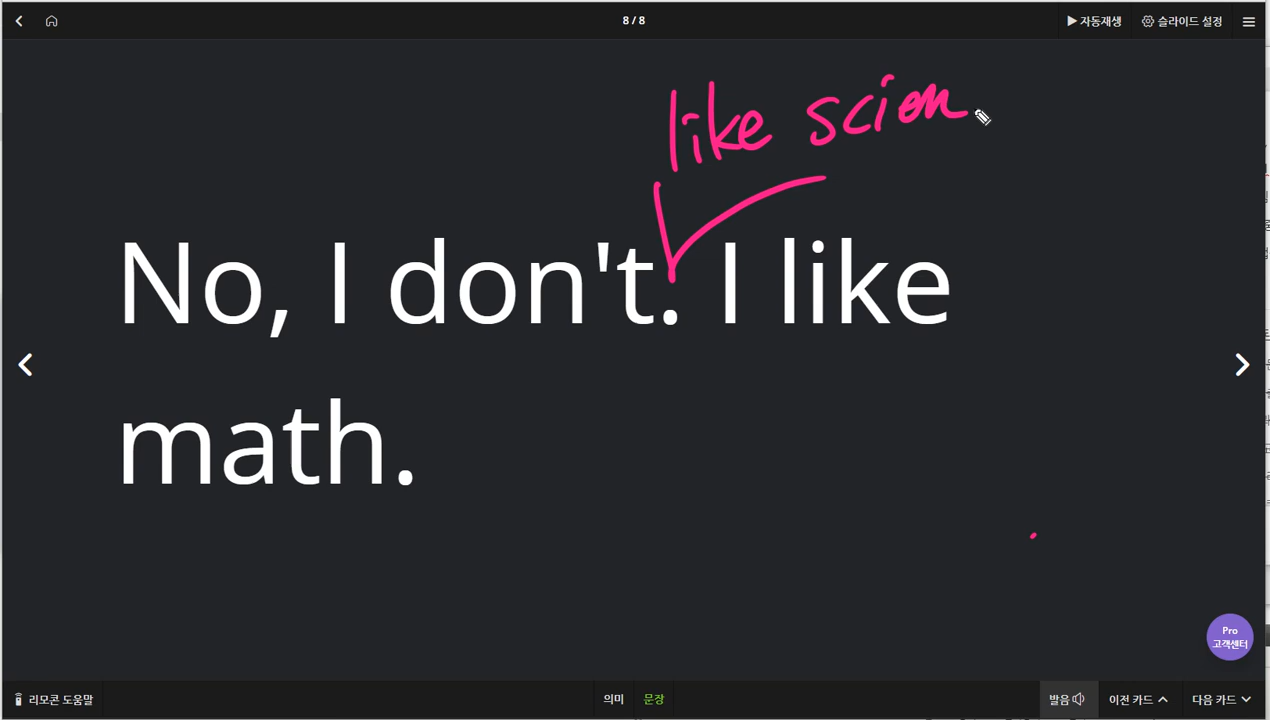 8 / 8
자동재생
슬라이드 설정
like scien
No, I don't. I like
math.
Pro
고객센터
리모콘 도움말
의미
문장
발음
이전 카드
다음 카드